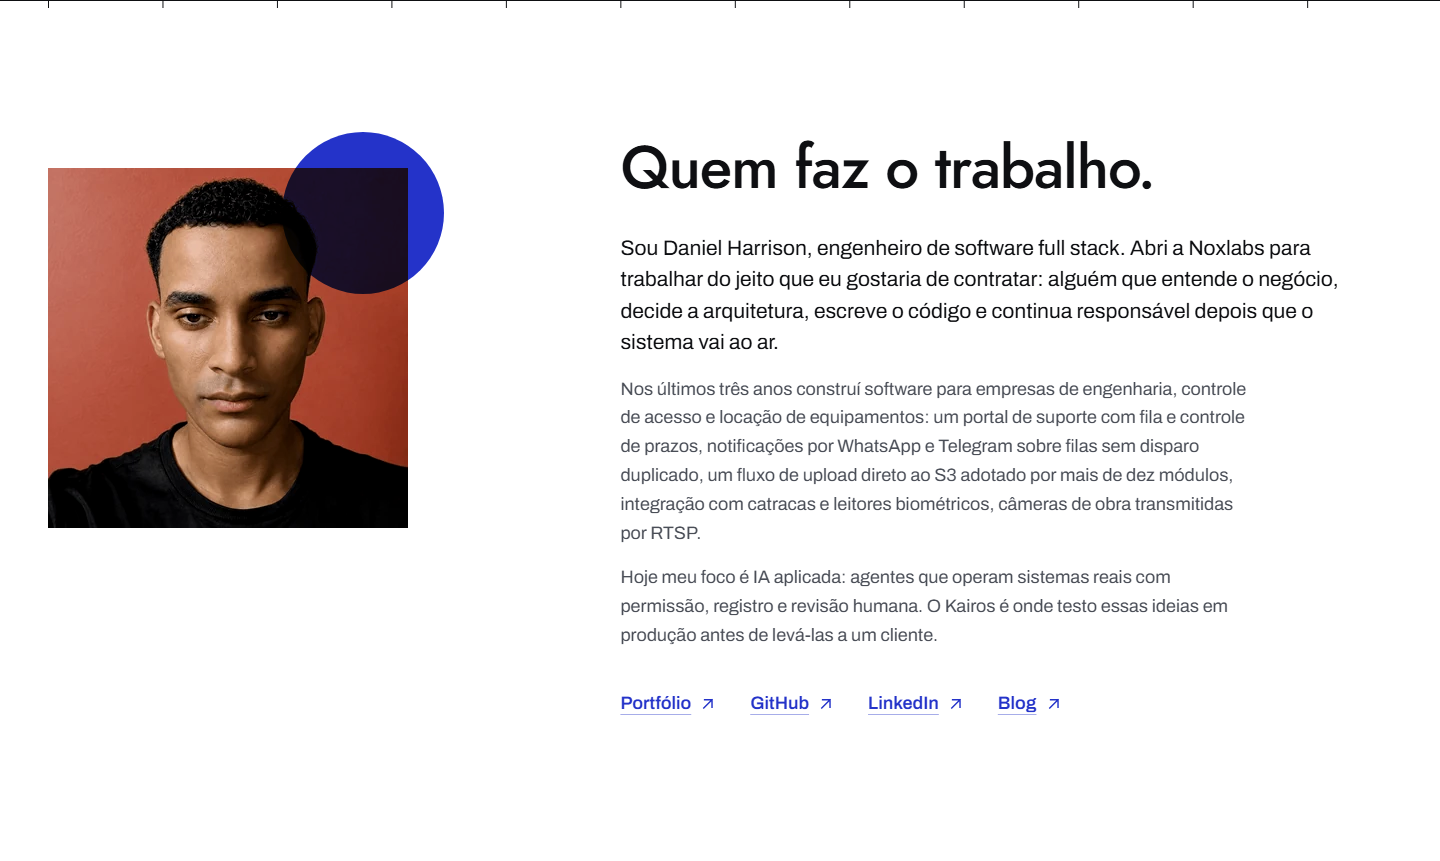 Quem faz o trabalho.
Sou Daniel Harrison, engenheiro de software full stack. Abri a Noxlabs para
trabalhar do jeito que eu gostaria de contratar: alguém que entende o negócio,
decide a arquitetura, escreve o código e continua responsável depois que o
sistema vai ao ar.
Nos últimos três anos construí software para empresas de engenharia, controle
de acesso e locação de equipamentos: um portal de suporte com fila e controle
de prazos, notificações por WhatsApp e Telegram sobre filas sem disparo
duplicado, um fluxo de upload direto ao S3 adotado por mais de dez módulos,
integração com catracas e leitores biométricos, câmeras de obra transmitidas
por RTSP.
Hoje meu foco é IA aplicada: agentes que operam sistemas reais com
permissão, registro e revisão humana. O Kairos é onde testo essas ideias em
produção antes de levá-las a um cliente.
Portfólio GitHub LinkedIn Blog